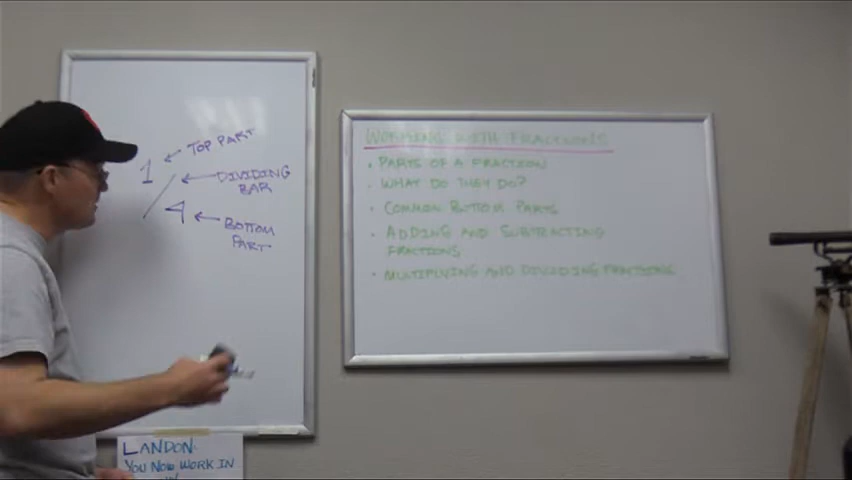 1
TOP PART
DIVIDING
BAR
4
BOTTOM
PART
WORKING WITH FRACTIONS
• PARTS OF A FRACTION
• WHAT DO THEY DO?
• COMMON BOTTOM PARTS
• ADDING AND SUBTRACTING
FRACTIONS
• MULTIPLYING AND DIVIDING FRACTIONS
LANDON.
YOU NOW WORK IN